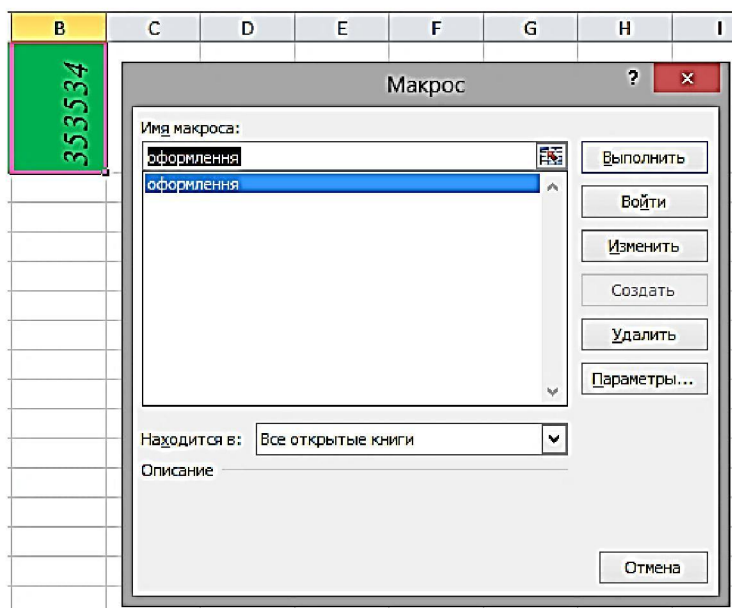 B C D E F G H I
353534
Макрос ? x
Имя макроса:
оформлення
оформлення
Выполнить
Войти
Изменить
Создать
Удалить
Параметры...
Находится в: Все открытые книги
Описание
Отмена